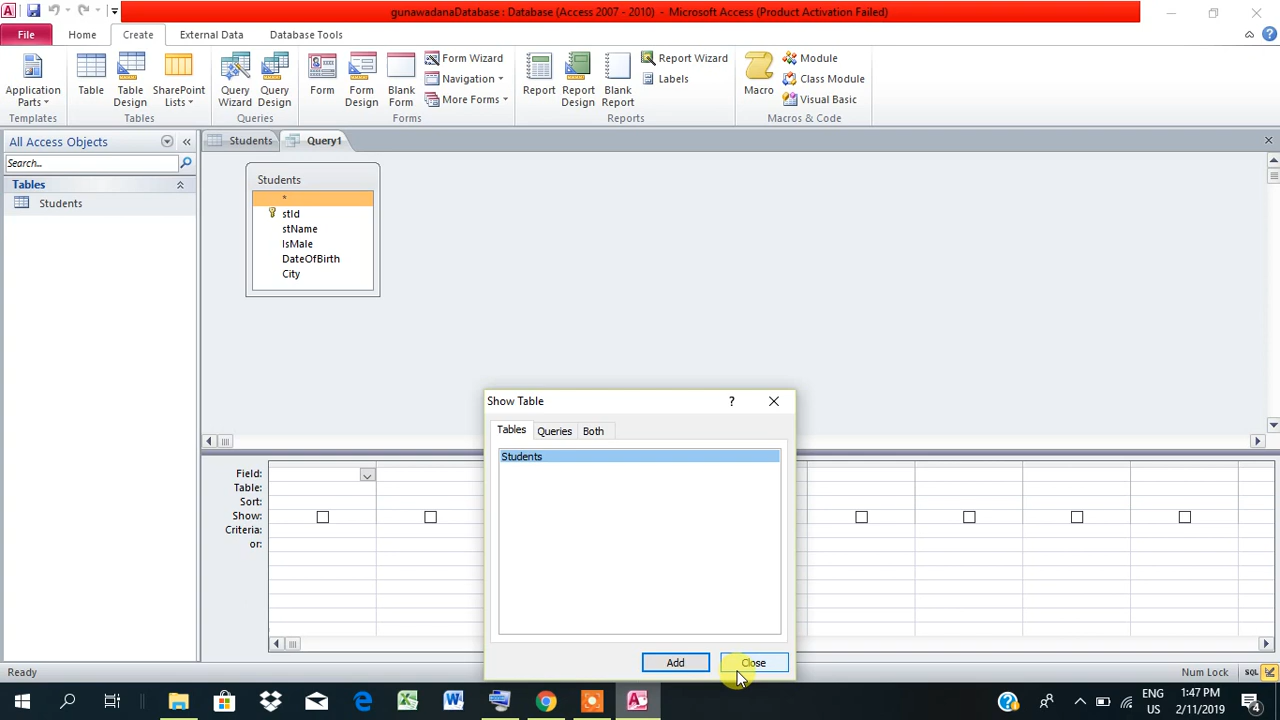 gunawadanaDatabase : Database (Access 2007 - 2010) - Microsoft Access (Product Activation Failed)
File Home Create External Data Database Tools
Application Parts
Table
Table Design
SharePoint Lists
Query Wizard
Query Design
Form
Form Design
Blank Form
Form Wizard
Navigation
More Forms
Report
Report Design
Blank Report
Report Wizard
Labels
Macro
Module
Class Module
Visual Basic
Templates Tables Queries Forms Reports Macros & Code
All Access Objects
Search...
Tables
Students
Students Query1
Students
*
stId
stName
IsMale
DateOfBirth
City
Show Table
Tables Queries Both
Students
Add Close
Field:
Table:
Sort:
Show:
Criteria:
or:
Ready Num Lock SQL
ENG
US
1:47 PM
2/11/2019
4